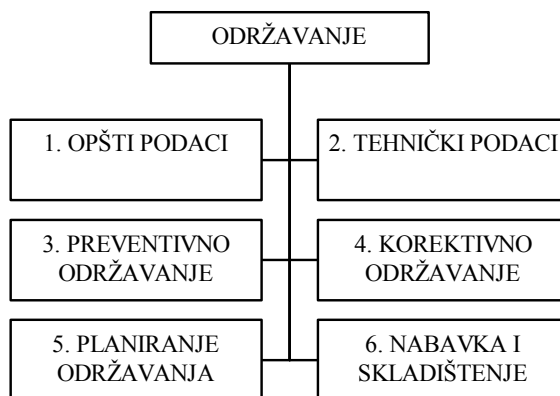 ODRŽAVANJE
1. OPŠTI PODACI
2. TEHNIČKI PODACI
3. PREVENTIVNO
ODRŽAVANJE
4. KOREKTIVNO
ODRŽAVANJE
5. PLANIRANJE
ODRŽAVANJA
6. NABAVKA I
SKLADIŠTENJE